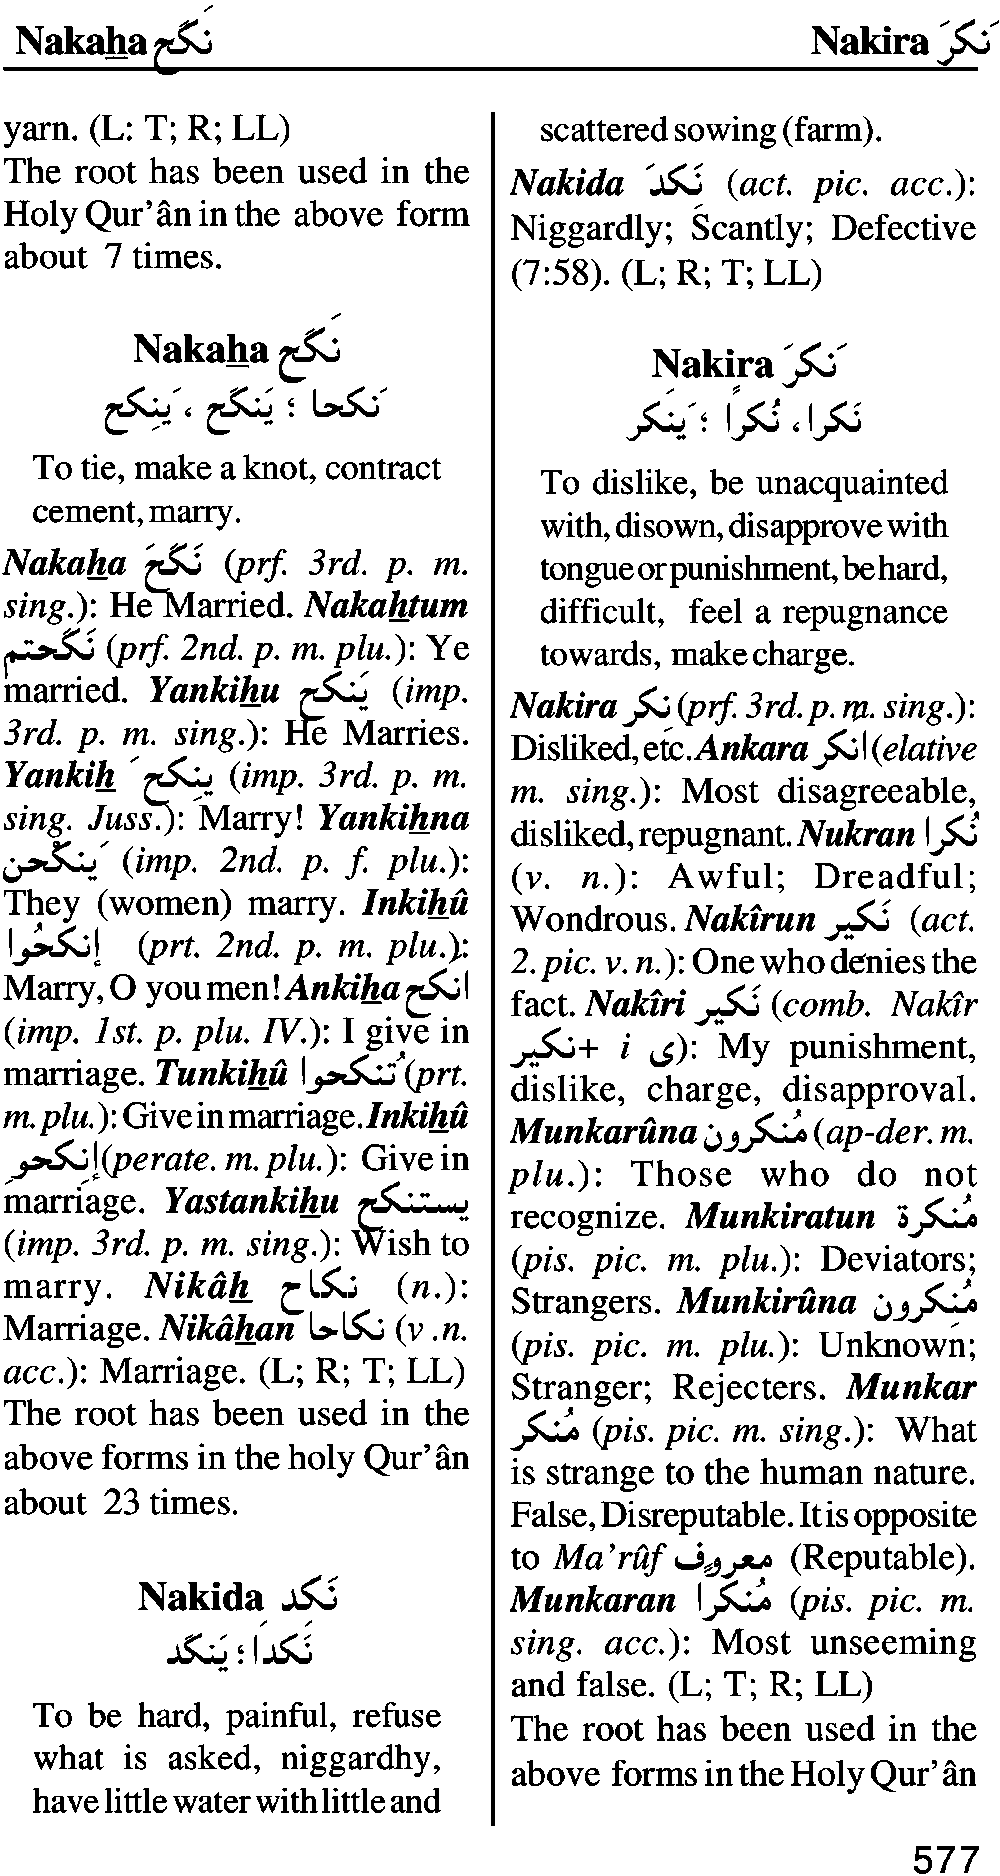 Nakaha نَكَح
Nakira نَكرَ
yarn. (L: T; R; LL)
The root has been used in the
Holy Qur'ân in the above form
about 7 times.
Nakaha نَكَح
نَكحا ؛ يَنكَح ، يَنكِح
To tie, make a knot, contract
cement, marry.
Nakaha نَكَحَ (prf. 3rd. p. m.
sing.): He Married. Nakahtum
نَكَحتم (prf. 2nd. p. m. plu.): Ye
married. Yankihu يَنكِح (imp.
3rd. p. m. sing.): He Marries.
Yankih يَنكِح (imp. 3rd. p. m.
sing. Juss.): Marry! Yankihna
يَنكَحن (imp. 2nd. p. f. plu.):
They (women) marry. Inkihû
إنكحُوا (prt. 2nd. p. m. plu.):
Marry, O you men! Ankiha انكح
(imp. 1st. p. plu. IV.): I give in
marriage. Tunkihû تُنكحوا (prt.
m. plu.): Give in marriage. Inkihû
إنكحو (perate. m. plu.): Give in
marriage. Yastankihu يستنكح
(imp. 3rd. p. m. sing.): Wish to
marry. Nikâh نكاح (n.):
Marriage. Nikâhan نكاحا (v .n.
acc.): Marriage. (L; R; T; LL)
The root has been used in the
above forms in the holy Qur'ân
about 23 times.
Nakida نَكَد
نَكَدَا ؛ يَنكَد
To be hard, painful, refuse
what is asked, niggardhy,
have little water with little and
scattered sowing (farm).
Nakida نَكِدَ (act. pic. acc.):
Niggardly; Scantly; Defective
(7:58). (L; R; T; LL)
Nakira نَكِرَ
نَكرا ، نُكراً ؛ يَنكَر
To dislike, be unacquainted
with, disown, disapprove with
tongue or punishment, be hard,
difficult, feel a repugnance
towards, make charge.
Nakira نَكِر (prf. 3rd. p. m. sing.):
Disliked, etc. Ankara انكر (elative
m. sing.): Most disagreeable,
disliked, repugnant. Nukran نُكرا
(v. n.): Awful; Dreadful;
Wondrous. Nakîrun نَكير (act.
2. pic. v. n.): One who denies the
fact. Nakîri نَكير (comb. Nakîr
نكير+ i ى): My punishment,
dislike, charge, disapproval.
Munkarûna مُنكرون (ap-der. m.
plu.): Those who do not
recognize. Munkiratun مُنكرة
(pis. pic. m. plu.): Deviators;
Strangers. Munkirûna مُنكِرون
(pis. pic. m. plu.): Unknown;
Stranger; Rejecters. Munkar
مُنكر (pis. pic. m. sing.): What
is strange to the human nature.
False, Disreputable. It is opposite
to Ma'rûf معروف (Reputable).
Munkaran مُنكرا (pis. pic. m.
sing. acc.): Most unseeming
and false. (L; T; R; LL)
The root has been used in the
above forms in the Holy Qur'ân
577